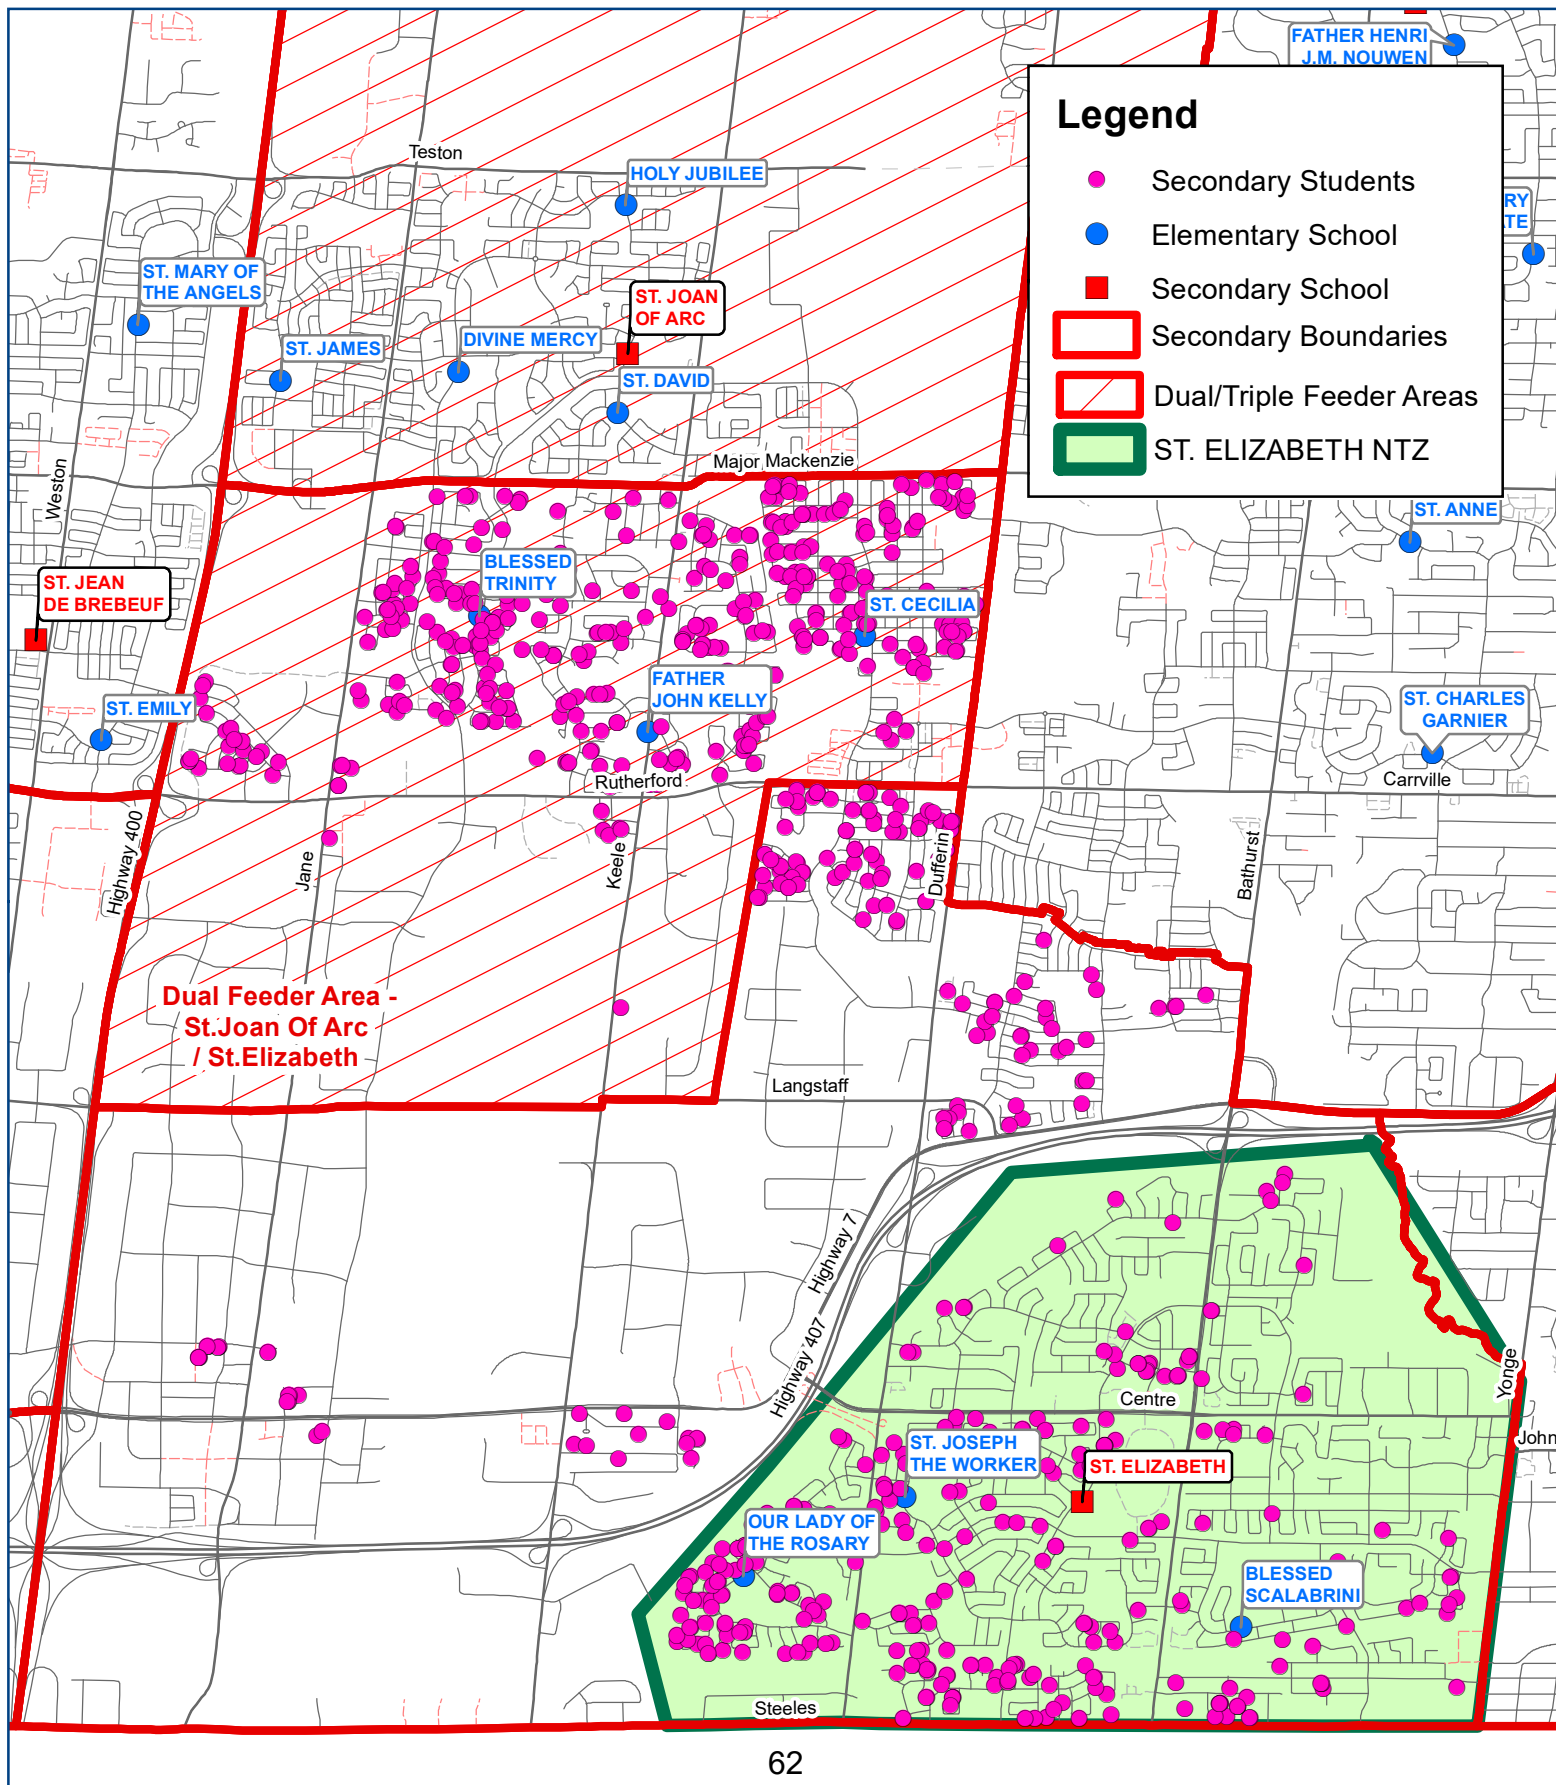 FATHER HENRI
J.M. NOUWEN
Legend
Secondary Students
Elementary School
Secondary School
Secondary Boundaries
Dual/Triple Feeder Areas
ST. ELIZABETH NTZ
Teston
HOLY JUBILEE
ST. MARY OF
THE ANGELS
ST. JOAN
OF ARC
ST. JAMES
DIVINE MERCY
ST. DAVID
Major Mackenzie
Weston
ST. ANNE
BLESSED
TRINITY
ST. JEAN
DE BREBEUF
ST. CECILIA
FATHER
JOHN KELLY
ST. EMILY
ST. CHARLES
GARNIER
Rutherford
Carrville
Highway 400
Jane
Keele
Dufferin
Bathurst
Dual Feeder Area -
St.Joan Of Arc
/ St.Elizabeth
Langstaff
Highway 7
Highway 407
Yonge
Centre
John
ST. JOSEPH
THE WORKER
ST. ELIZABETH
OUR LADY OF
THE ROSARY
BLESSED
SCALABRINI
Steeles
62